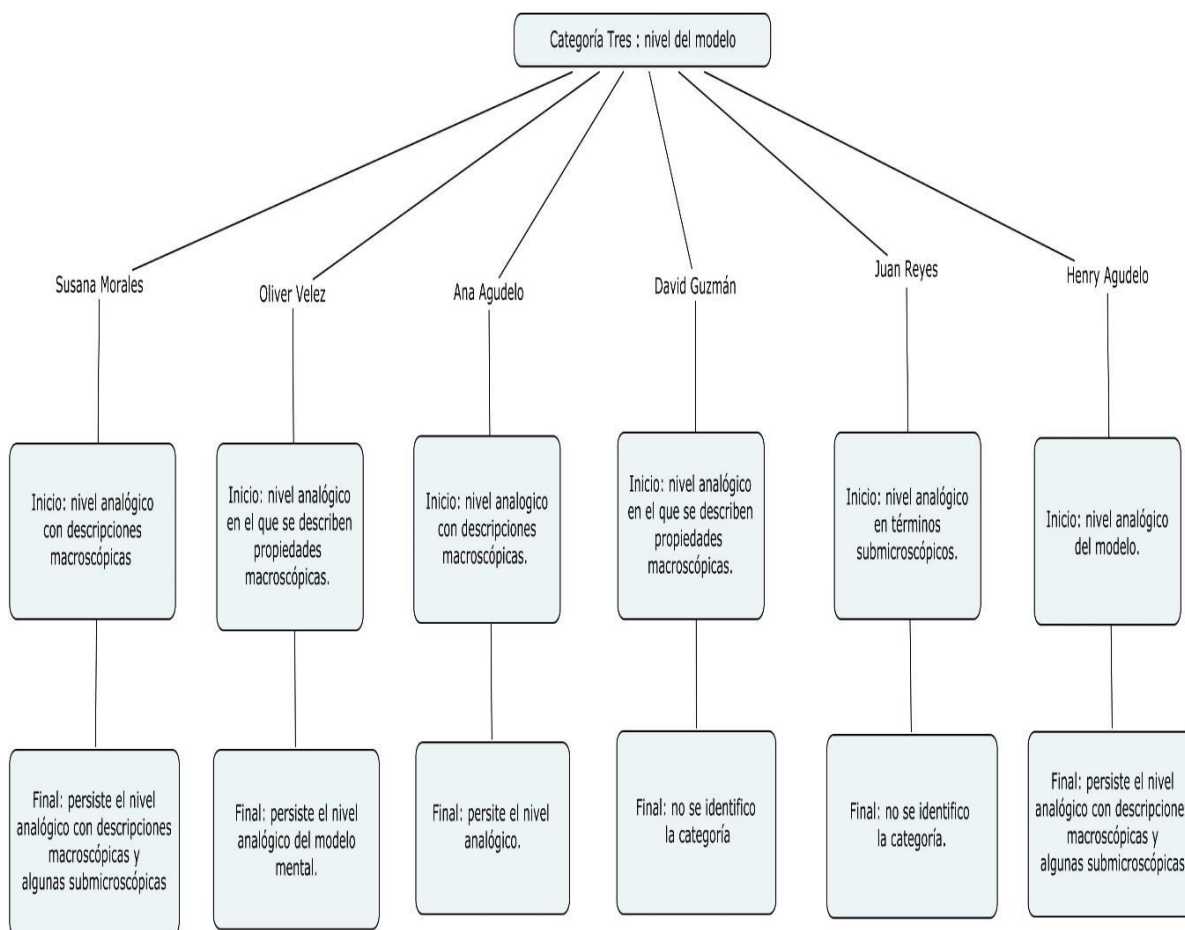 Categoría Tres : nivel del modelo
Susana Morales
Oliver Velez
Ana Agudelo
David Guzmán
Juan Reyes
Henry Agudelo
Inicio: nivel analógico
con descripciones
macroscópicas
Inicio: nivel analógico
en el que se describen
propiedades
macroscópicas.
Inicio: nivel analogico
con descripciones
macroscópicas.
Inicio: nivel analógico
en el que se describen
propiedades
macroscópicas.
Inicio: nivel analógico
en términos
submicroscópicos.
Inicio: nivel analógico
del modelo.
Final: persiste el nivel
analógico con descripciones
macroscópicas y
algunas submicroscópicas
Final: persiste el nivel
analógico del modelo
mental.
Final: persite el nivel
analógico.
Final: no se identifico
la categoría
Final: no se identifico
la categoría.
Final: persiste el nivel
analógico con descripciones
macroscópicas y
algunas submicroscópicas